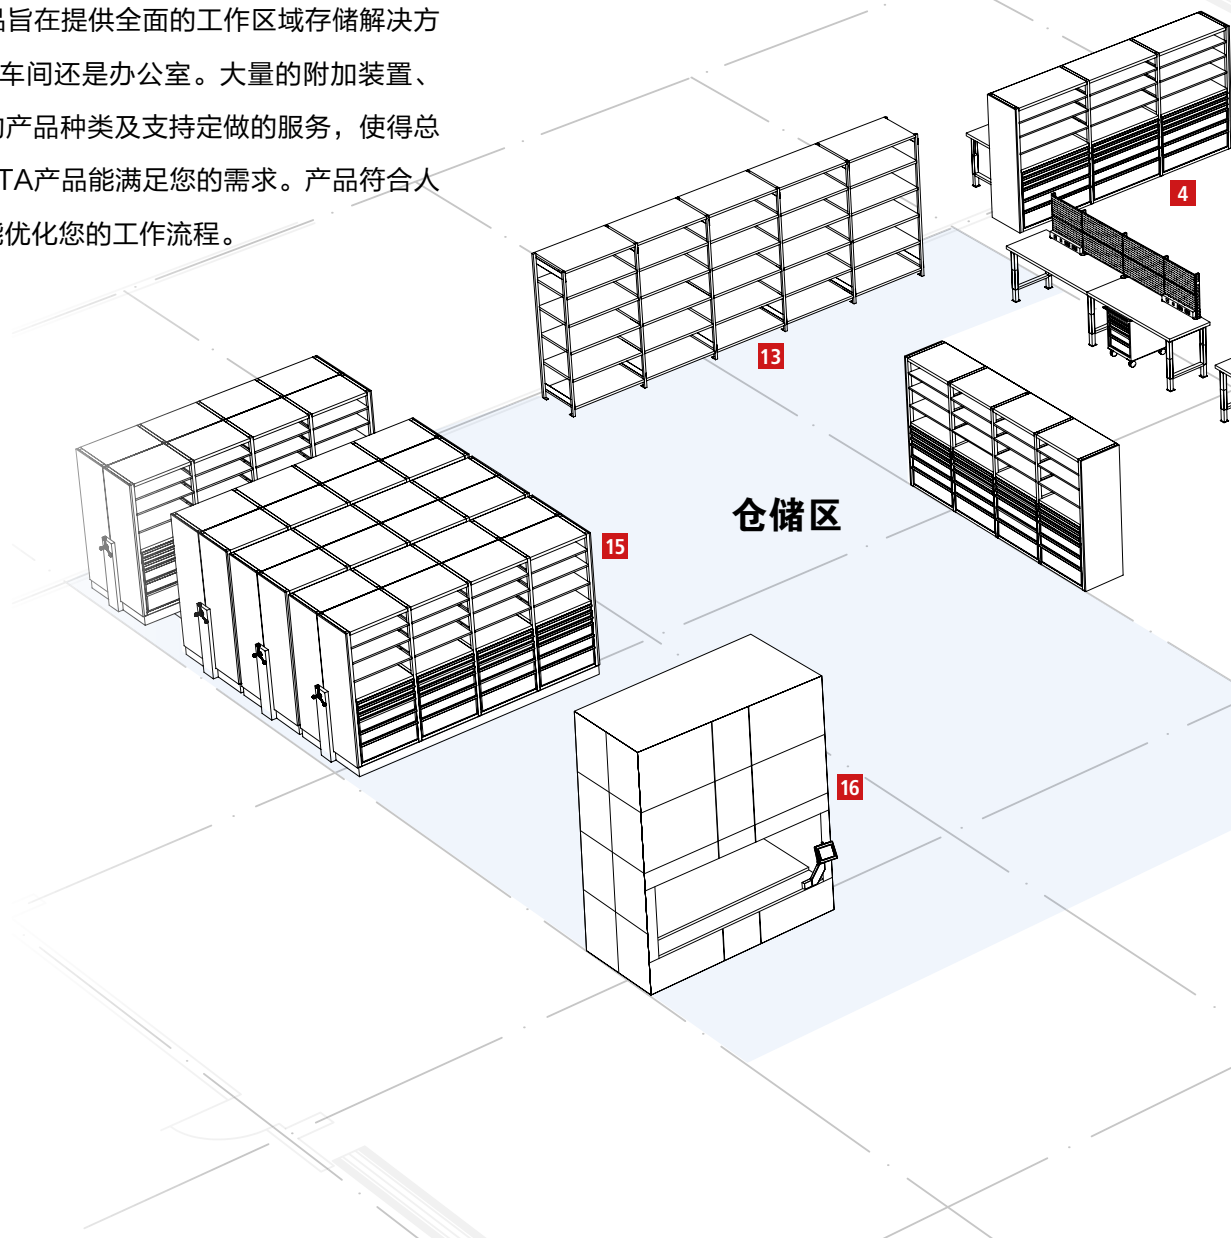 品旨在提供全面的工作区域存储解决方
车间还是办公室。大量的附加装置、
的产品种类及支持定做的服务，使得总
TA产品能满足您的需求。产品符合人
能优化您的工作流程。
4
13
仓储区
15
16